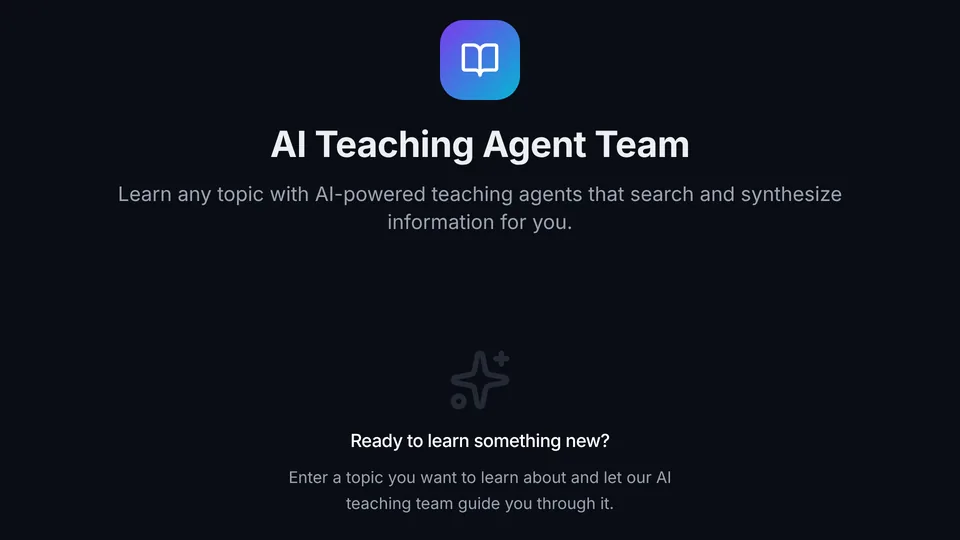 AI Teaching Agent Team
Learn any topic with AI-powered teaching agents that search and synthesize
information for you.
Ready to learn something new?
Enter a topic you want to learn about and let our AI
teaching team guide you through it.